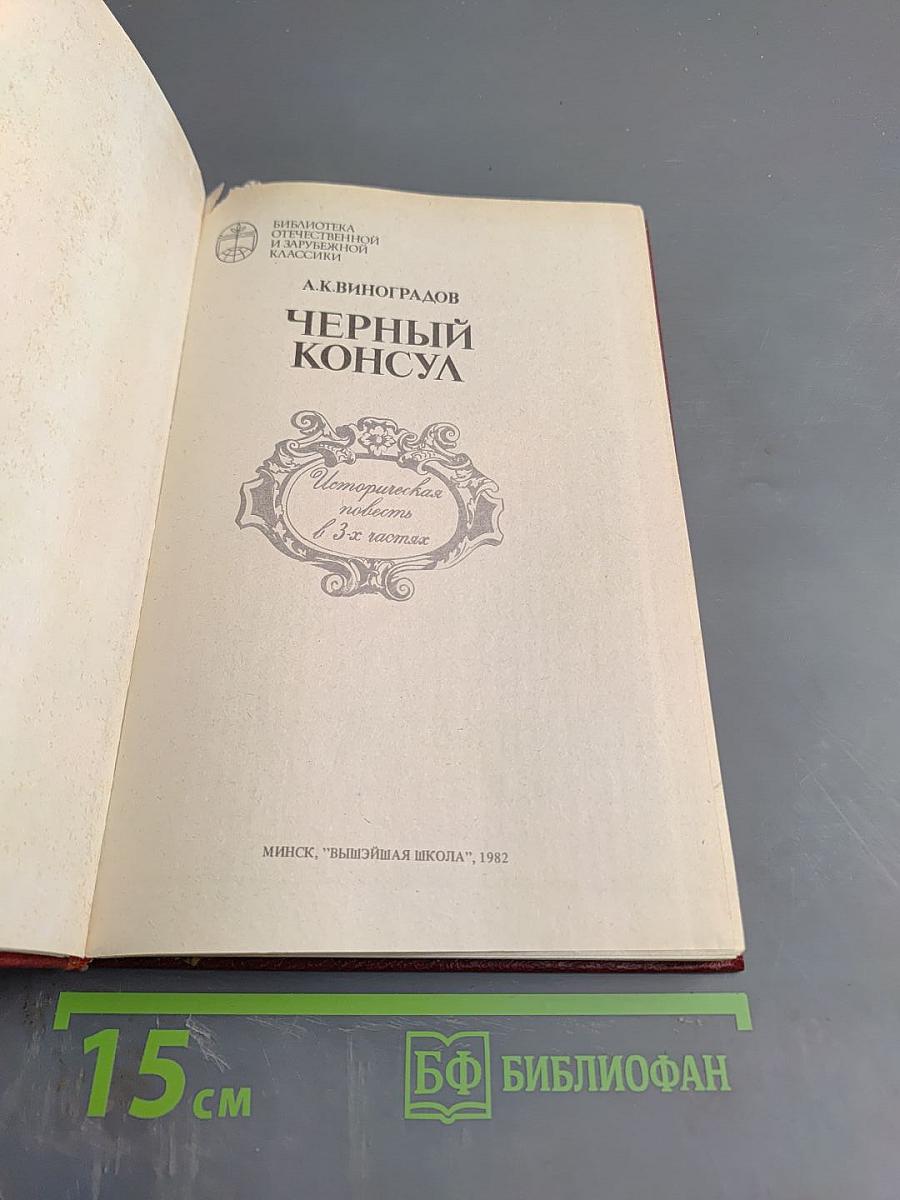 БИБЛИОТЕКА
ОТЕЧЕСТВЕННОЙ
И ЗАРУБЕЖНОЙ
КЛАССИКИ
А.К.ВИНОГРАДОВ
ЧЕРНЫЙ
КОНСУЛ
Историческая
повесть
в 3-х частях
МИНСК, "ВЫШЭЙШАЯ ШКОЛА", 1982
15 см
БФ БИБЛИОФАН